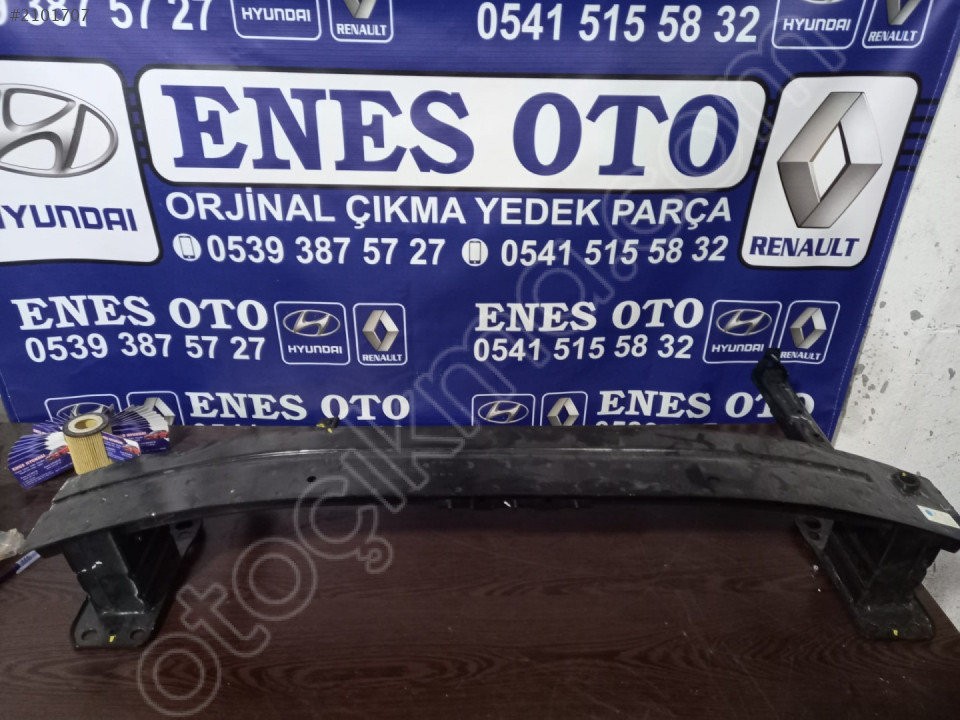 #2101707
9 387 57 27
HYUNDAI
RENAULT
0541 515 58 32
HYUNDAI
RENAULT
ENES OTO
ORJİNAL ÇIKMA YEDEK PARÇA
0539 387 57 27
0541 515 58 32
HYUNDAI
RENAULT
ENES OTO
0539 387 57 27
HYUNDAI
RENAULT
ENES OTO
0541 515 58 32
HYUNDAI
RENAULT
ENES OTO
ENES OTO
otoçıkma.com